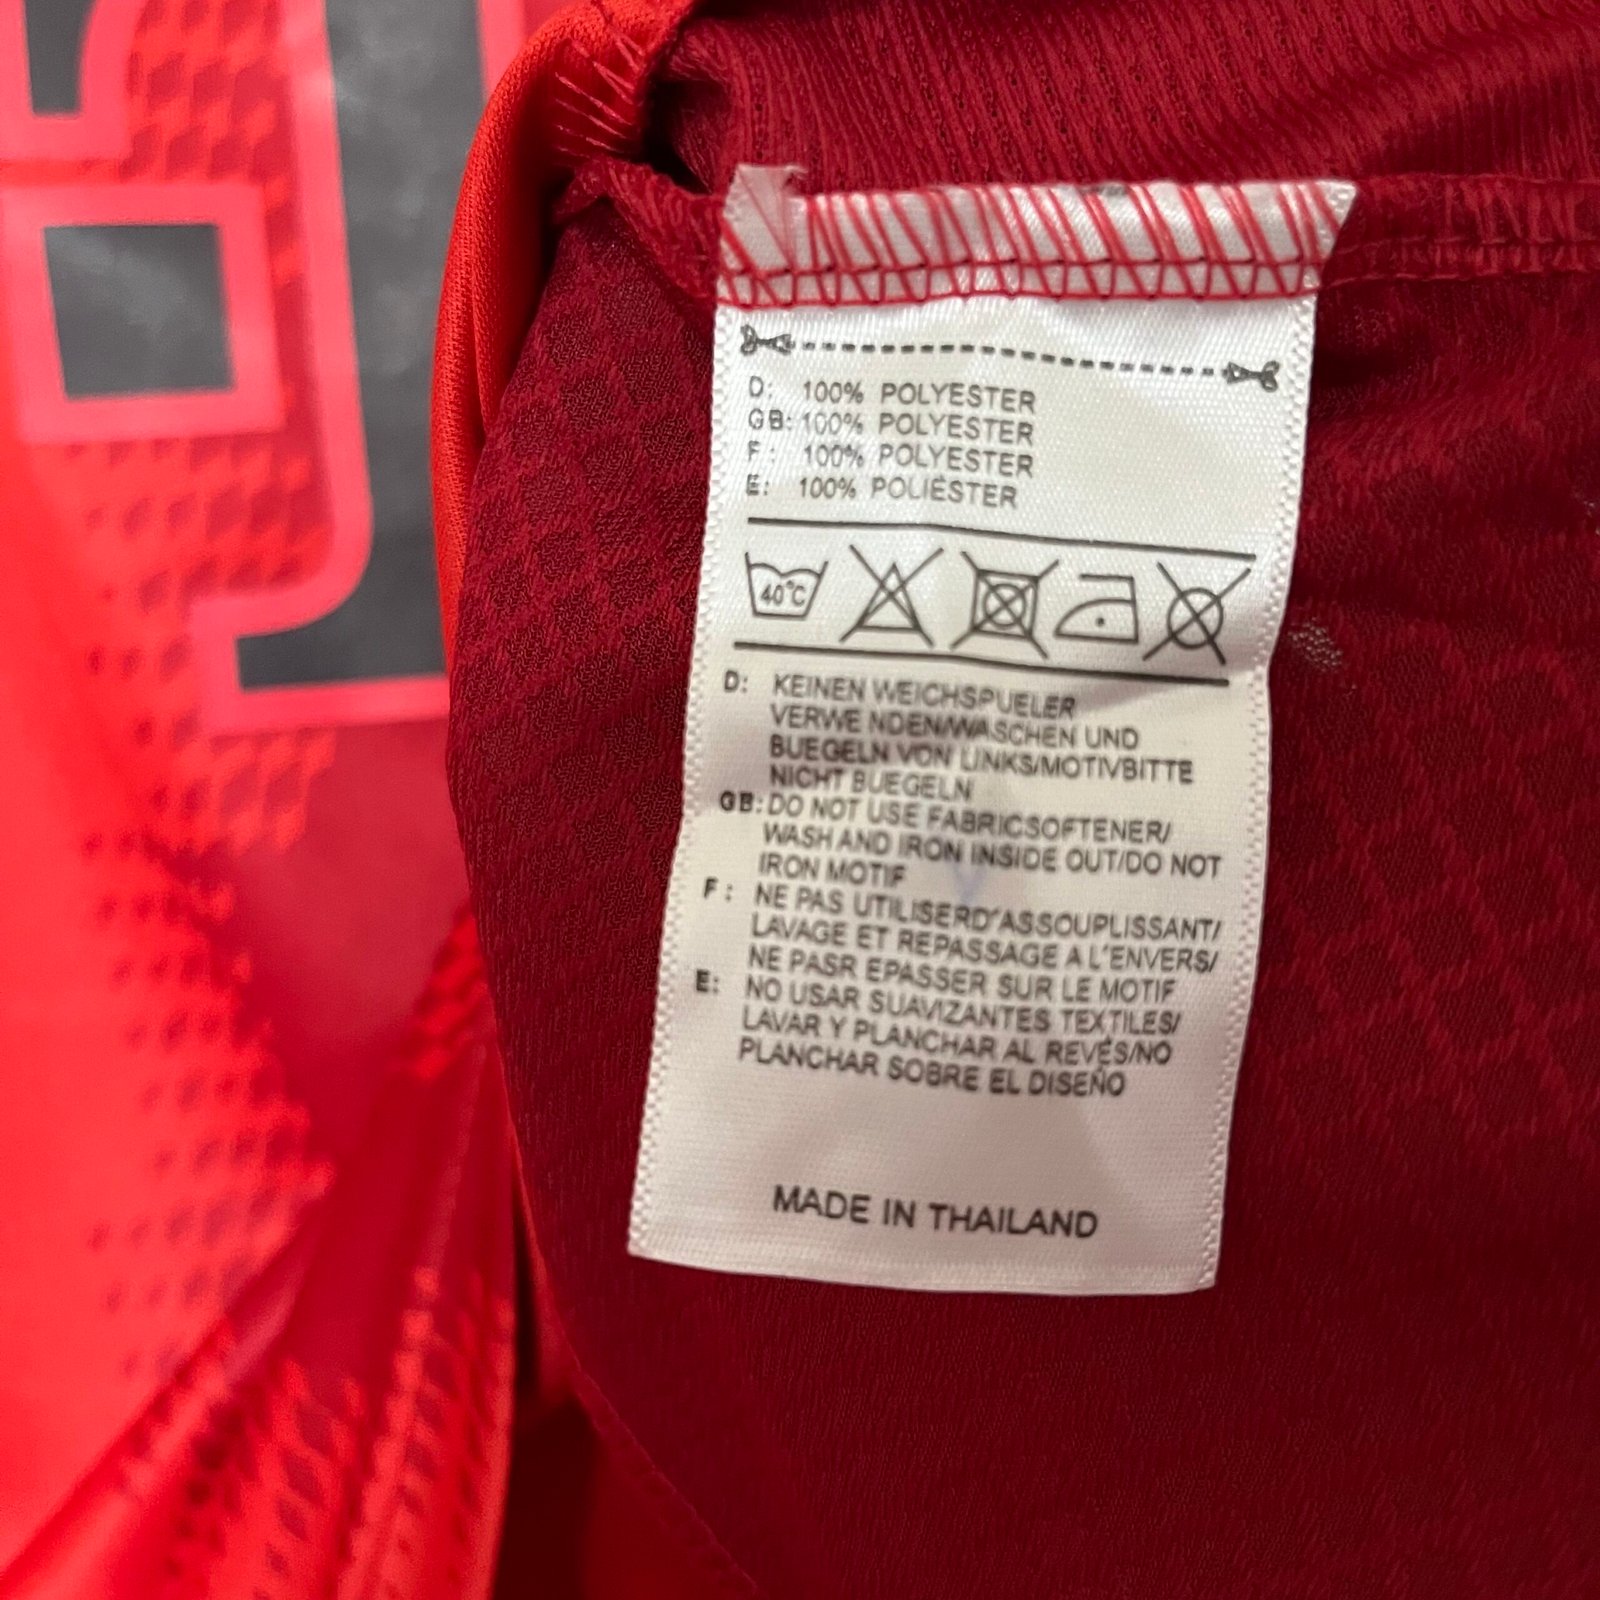 D: 100% POLYESTER
GB: 100% POLYESTER
F: 100% POLYESTER
E: 100% POLIÉSTER
40°C
D: KEINEN WEICHSPUELER
VERWE NDEN/WASCHEN UND
BUEGELN VON LINKS/MOTIVBITTE
NICHT BUEGELN
GB: DO NOT USE FABRICSOFTENER/
WASH AND IRON INSIDE OUT/DO NOT
IRON MOTIF
F: NE PAS UTILISERD'ASSOUPLISSANT/
LAVAGE ET REPASSAGE A L'ENVERS/
NE PASR EPASSER SUR LE MOTIF
E: NO USAR SUAVIZANTES TEXTILES/
LAVAR Y PLANCHAR AL REVÉS/NO
PLANCHAR SOBRE EL DISEÑO
MADE IN THAILAND